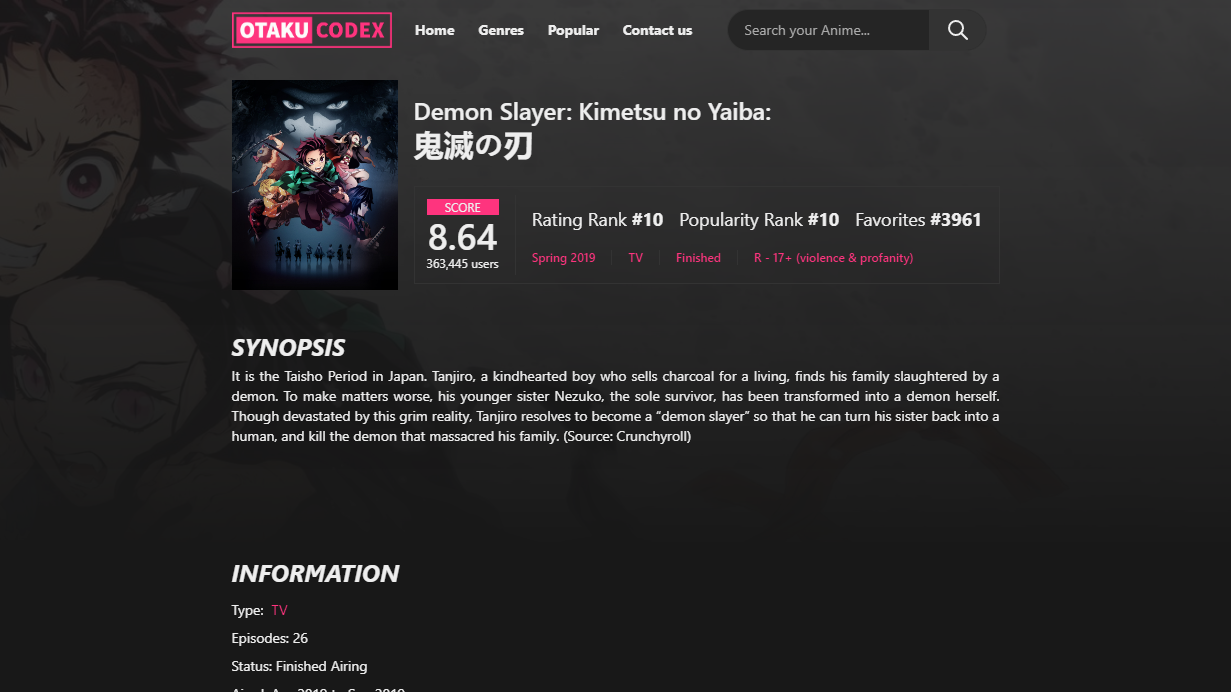 OTAKU CODEX
Home Genres Popular Contact us
Search your Anime...
Demon Slayer: Kimetsu no Yaiba:
鬼滅の刃
SCORE
8.64
363,445 users
Rating Rank #10 Popularity Rank #10 Favorites #3961
Spring 2019 TV Finished R - 17+ (violence & profanity)
SYNOPSIS
It is the Taisho Period in Japan. Tanjiro, a kindhearted boy who sells charcoal for a living, finds his family slaughtered by a
demon. To make matters worse, his younger sister Nezuko, the sole survivor, has been transformed into a demon herself.
Though devastated by this grim reality, Tanjiro resolves to become a “demon slayer” so that he can turn his sister back into a
human, and kill the demon that massacred his family. (Source: Crunchyroll)
INFORMATION
Type: TV
Episodes: 26
Status: Finished Airing